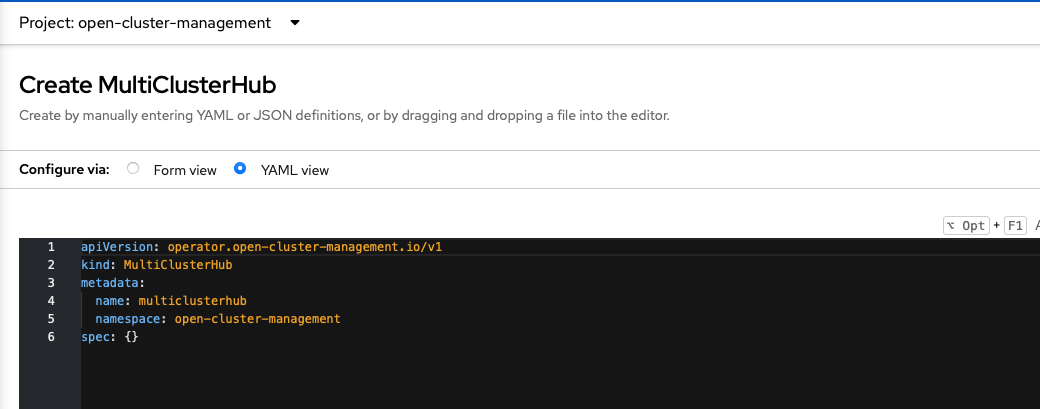 Project: open-cluster-management
Create MultiClusterHub
Create by manually entering YAML or JSON definitions, or by dragging and dropping a file into the editor.
Configure via: Form view YAML view
⌥ Opt + F1
1 apiVersion: operator.open-cluster-management.io/v1
2 kind: MultiClusterHub
3 metadata:
4   name: multiclusterhub
5   namespace: open-cluster-management
6 spec: {}